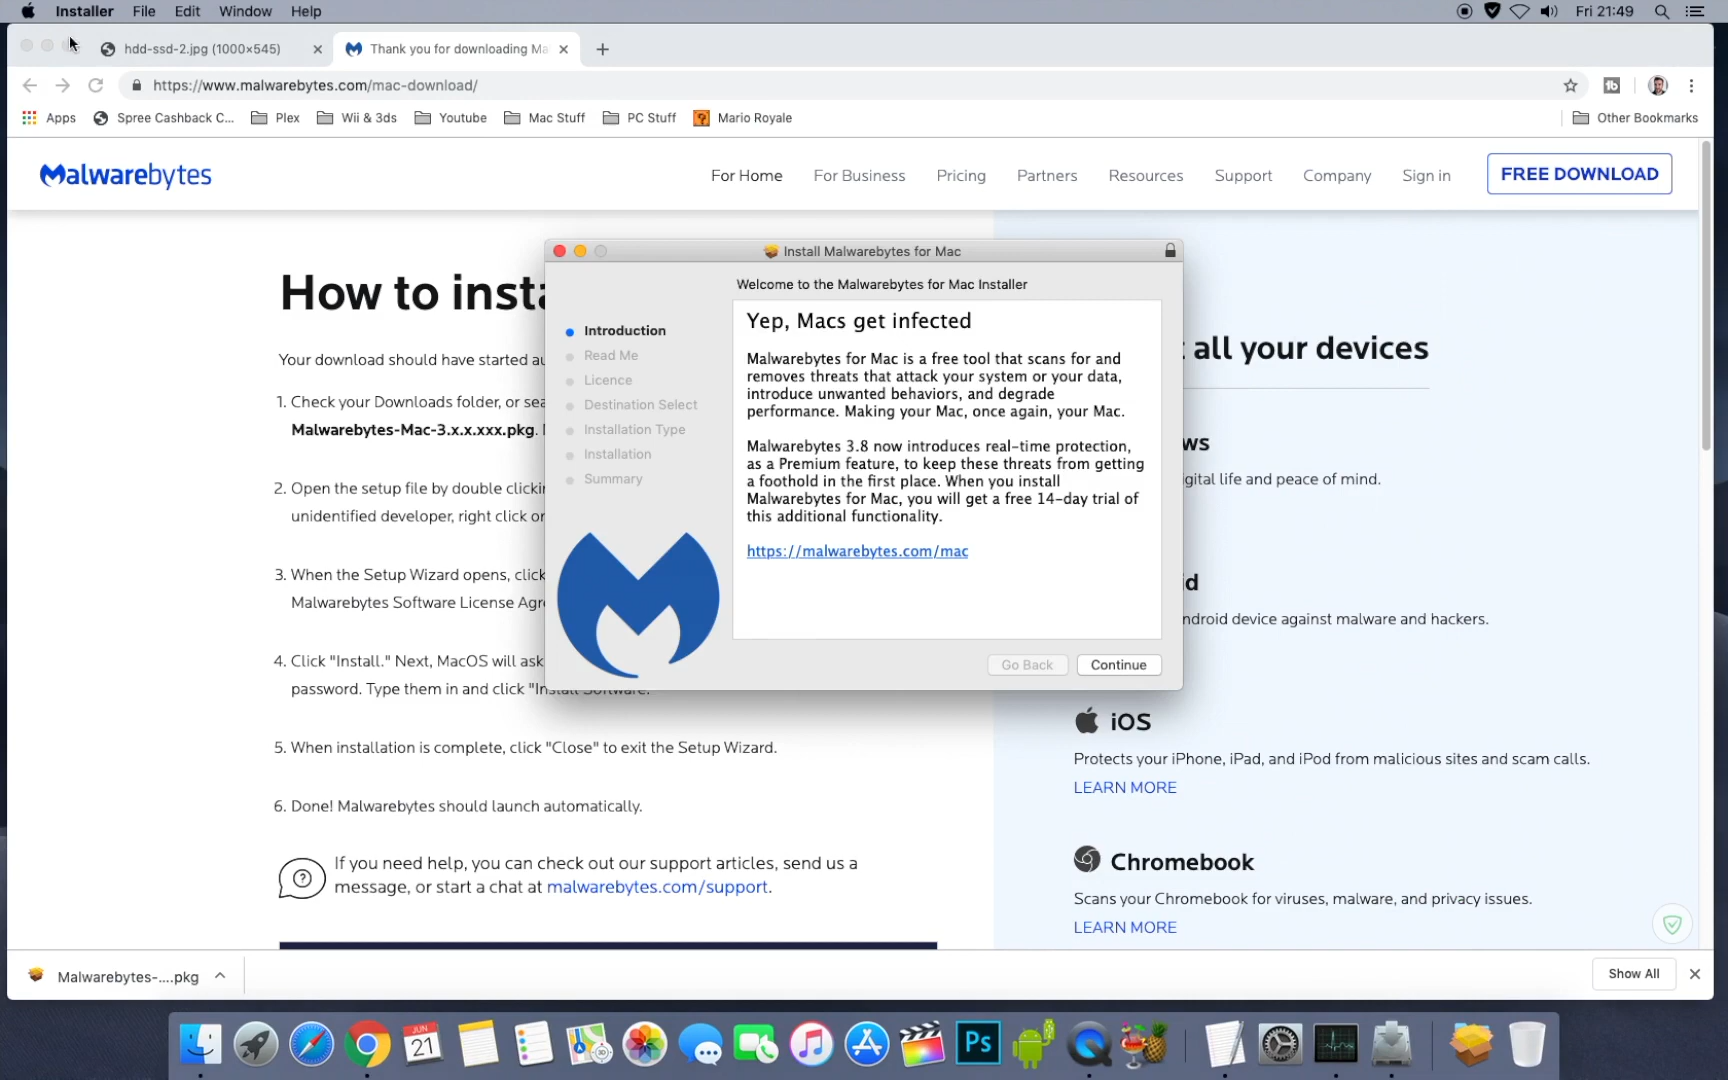 Installer File Edit Window Help Fri 21:49
hdd-ssd-2.jpg (1000×545) Thank you for downloading Ma
https://www.malwarebytes.com/mac-download/
Apps Spree Cashback C... Plex Wii & 3ds Youtube Mac Stuff PC Stuff Mario Royale Other Bookmarks
Malwarebytes For Home For Business Pricing Partners Resources Support Company Sign in FREE DOWNLOAD
Install Malwarebytes for Mac
Welcome to the Malwarebytes for Mac Installer
Introduction
Read Me
Licence
Destination Select
Installation Type
Installation
Summary
Yep, Macs get infected
Malwarebytes for Mac is a free tool that scans for and
removes threats that attack your system or your data,
introduce unwanted behaviors, and degrade
performance. Making your Mac, once again, your Mac.
Malwarebytes 3.8 now introduces real-time protection,
as a Premium feature, to keep these threats from getting
a foothold in the first place. When you install
Malwarebytes for Mac, you will get a free 14-day trial of
this additional functionality.
https://malwarebytes.com/mac
Go Back Continue
How to inst
Your download should have started
1. Check your Downloads folder, or
Malwarebytes-Mac-3.x.x.xxx.pkg.
2. Open the setup file by double
unidentified developer, right click or
3. When the Setup Wizard opens,
Malwarebytes Software License
4. Click "Install." Next, MacOS will ask
password. Type them in and click "Install Software."
5. When installation is complete, click "Close" to exit the Setup Wizard.
6. Done! Malwarebytes should launch automatically.
If you need help, you can check out our support articles, send us a
message, or start a chat at malwarebytes.com/support.
all your devices
ws
igital life and peace of mind.
id
ndroid device against malware and hackers.
iOS
Protects your iPhone, iPad, and iPod from malicious sites and scam calls.
LEARN MORE
Chromebook
Scans your Chromebook for viruses, malware, and privacy issues.
LEARN MORE
Malwarebytes-....pkg Show All
JUN
21
3D
Ps